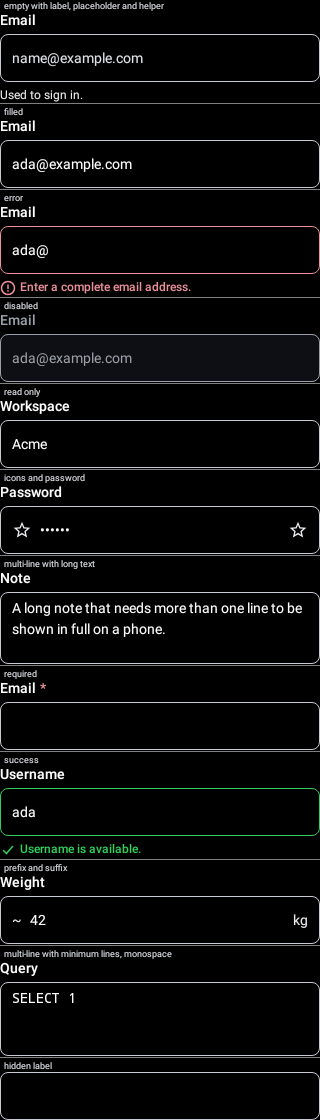 empty with label, placeholder and helper
Email
name@example.com
Used to sign in.
filled
Email
ada@example.com
error
Email
ada@
Enter a complete email address.
disabled
Email
ada@example.com
read only
Workspace
Acme
icons and password
Password
••••••
multi-line with long text
Note
A long note that needs more than one line to be
shown in full on a phone.
required
Email *
success
Username
ada
Username is available.
prefix and suffix
Weight
~ 42 kg
multi-line with minimum lines, monospace
Query
SELECT 1
hidden label